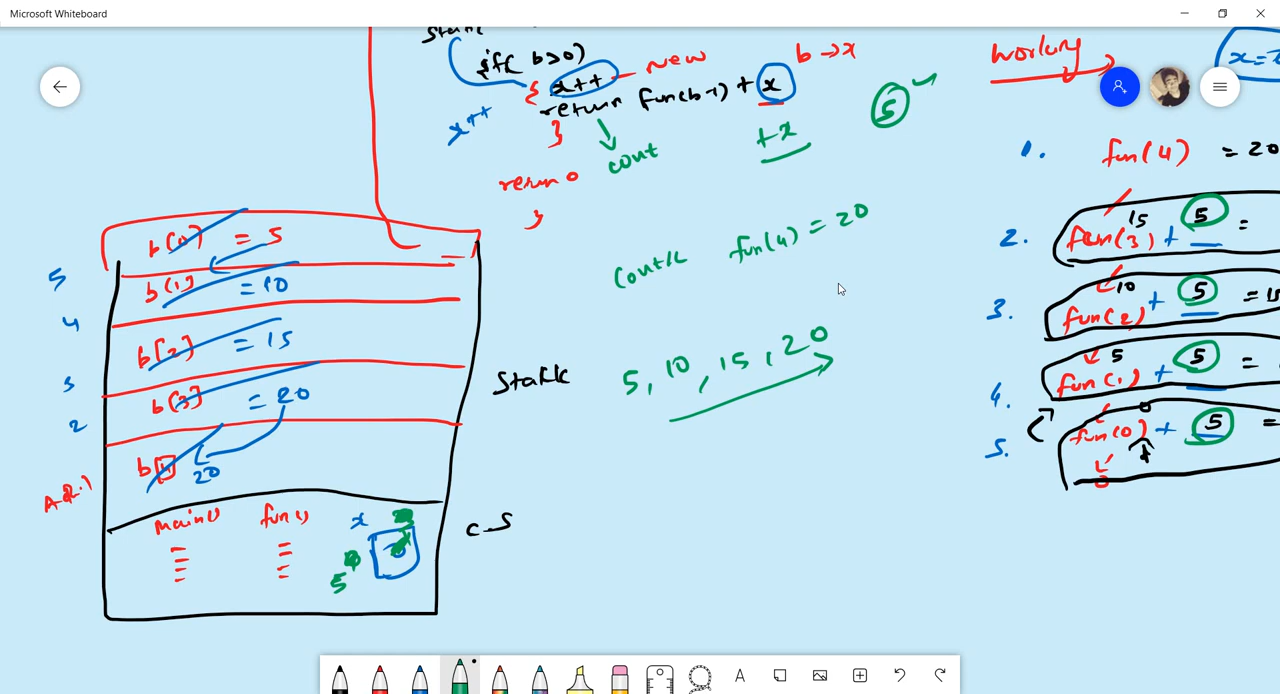 Microsoft Whiteboard
static
{if( b>0)
{ x++ new b → x
x++ return fun(b-1) + x 5
} cont +x
return 0
}
working
x=
1. fun(4) = 20
15 5
2. fun(3) + =
10 5
3. fun(2) + = 15
5 5
4. fun(1) + =
0 5
5. fun(0) + =
0
cout<< fun(4) = 20
5, 10, 15, 20
5 b(0) = 5
4 b(1) = 10
3 b(2) = 15
2 b(3) = 20
b 20
Stack
main() fun() x
5
C-S
A